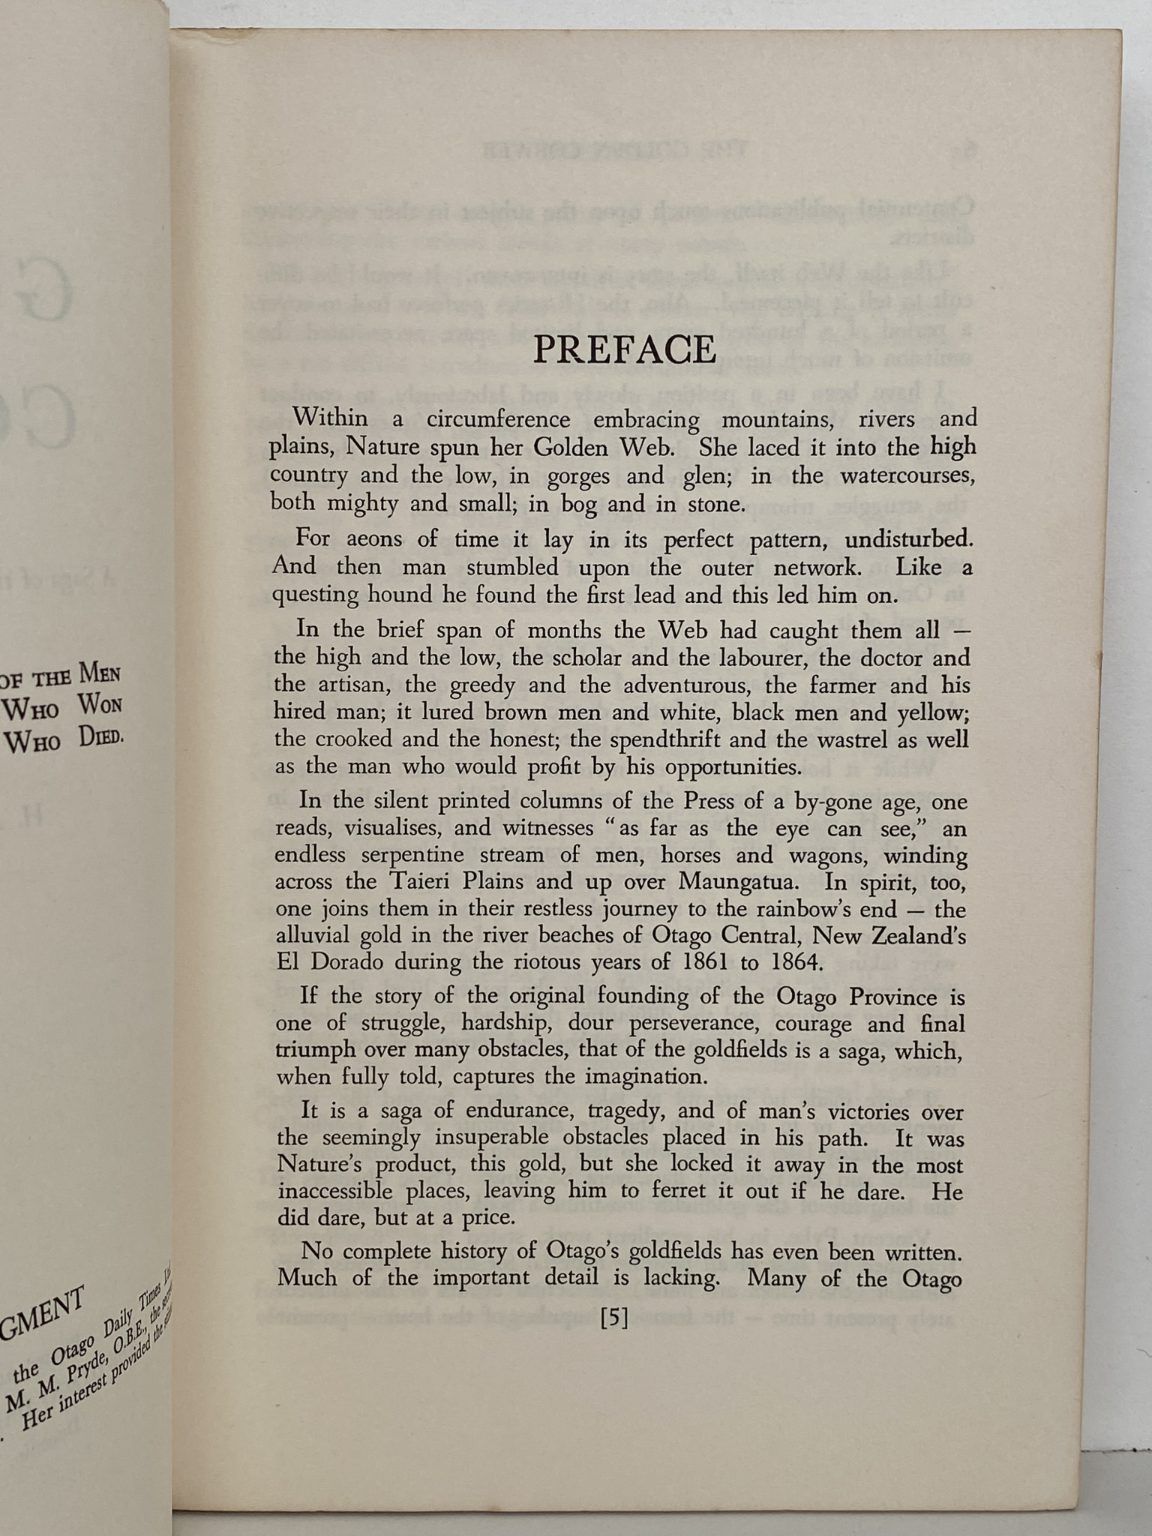 OF THE MEN
WHO WON
WHO DIED.
GMENT
the Otago Daily Times
M. M. Pryde, O.B.E., the
Her interest provided the
PREFACE
Within a circumference embracing mountains, rivers and
plains, Nature spun her Golden Web. She laced it into the high
country and the low, in gorges and glen; in the watercourses,
both mighty and small; in bog and in stone.
For aeons of time it lay in its perfect pattern, undisturbed.
And then man stumbled upon the outer network. Like a
questing hound he found the first lead and this led him on.
In the brief span of months the Web had caught them all —
the high and the low, the scholar and the labourer, the doctor and
the artisan, the greedy and the adventurous, the farmer and his
hired man; it lured brown men and white, black men and yellow;
the crooked and the honest; the spendthrift and the wastrel as well
as the man who would profit by his opportunities.
In the silent printed columns of the Press of a by-gone age, one
reads, visualises, and witnesses “as far as the eye can see,” an
endless serpentine stream of men, horses and wagons, winding
across the Taieri Plains and up over Maungatua. In spirit, too,
one joins them in their restless journey to the rainbow's end — the
alluvial gold in the river beaches of Otago Central, New Zealand's
El Dorado during the riotous years of 1861 to 1864.
If the story of the original founding of the Otago Province is
one of struggle, hardship, dour perseverance, courage and final
triumph over many obstacles, that of the goldfields is a saga, which,
when fully told, captures the imagination.
It is a saga of endurance, tragedy, and of man's victories over
the seemingly insuperable obstacles placed in his path. It was
Nature's product, this gold, but she locked it away in the most
inaccessible places, leaving him to ferret it out if he dare. He
did dare, but at a price.
No complete history of Otago's goldfields has even been written.
Much of the important detail is lacking. Many of the Otago
[5]